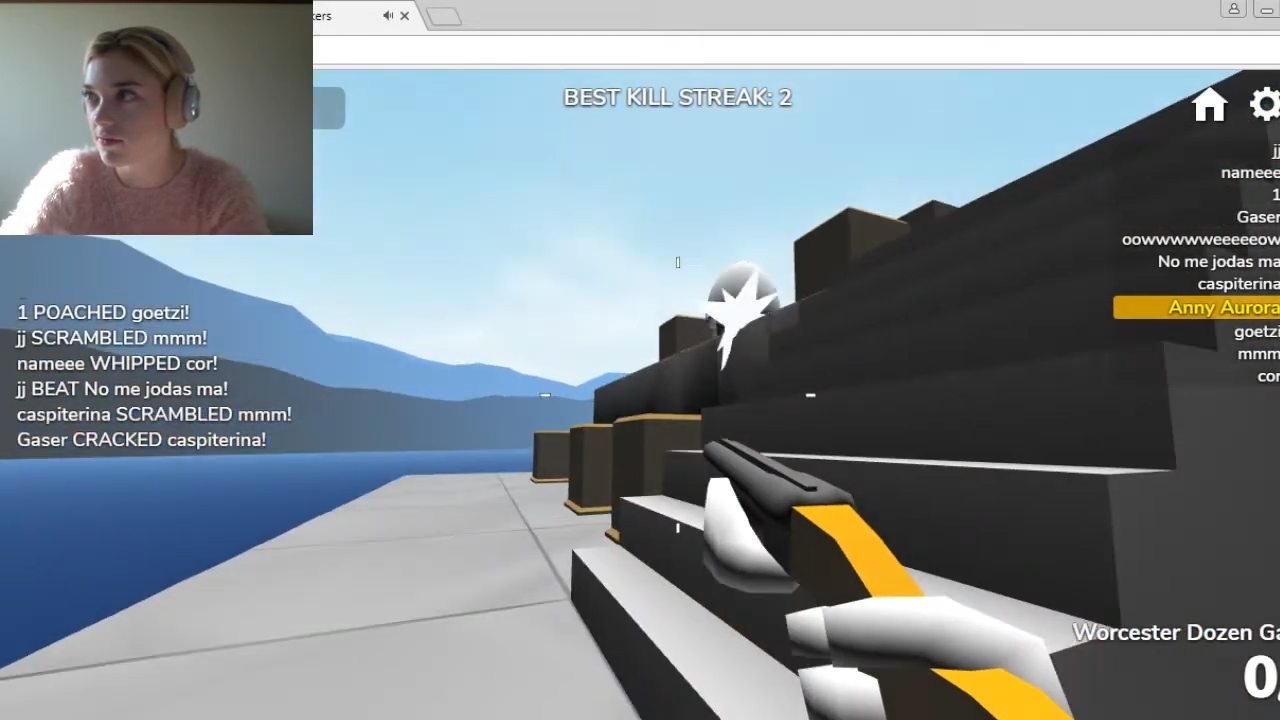 kers
BEST KILL STREAK: 2
jj
nameee
1
Gaser
oowwwwweeeeeow
No me jodas ma
caspiterina
Anny Aurora
goetzi
mmm
cor
1 POACHED goetzi!
jj SCRAMBLED mmm!
nameee WHIPPED cor!
jj BEAT No me jodas ma!
caspiterina SCRAMBLED mmm!
Gaser CRACKED caspiterina!
Worcester Dozen Ga
0/